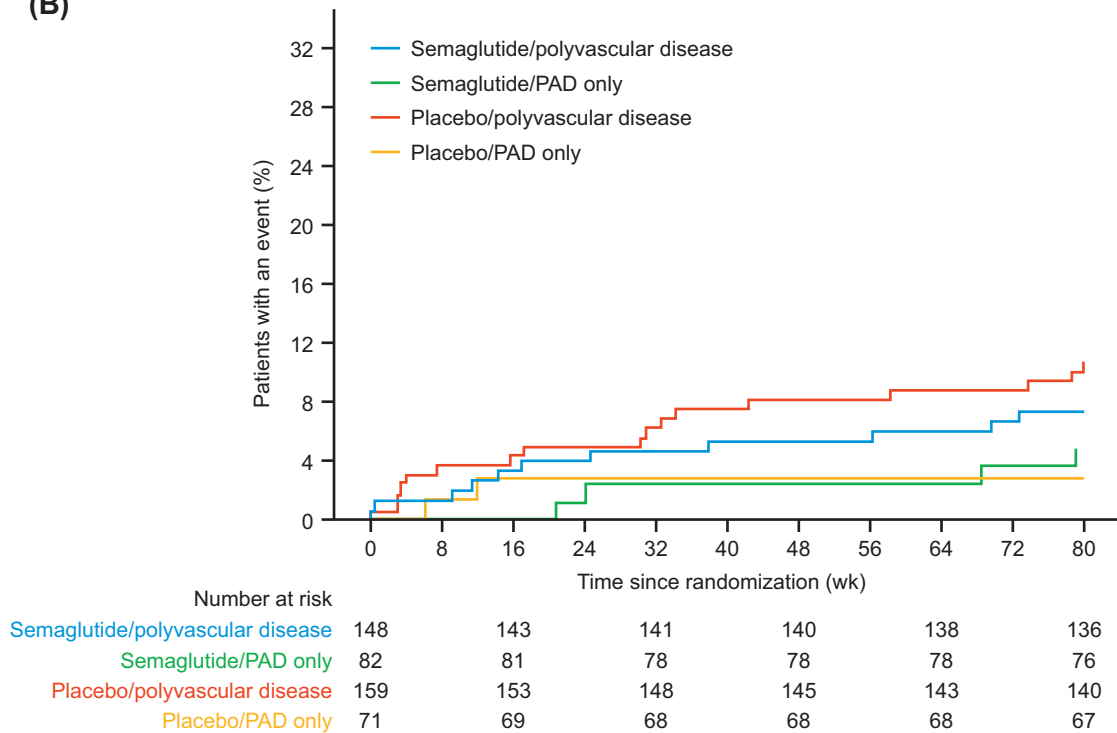 (B)
Patients with an event (%)
32
28
24
20
16
12
8
4
0
Semaglutide/polyvascular disease
Semaglutide/PAD only
Placebo/polyvascular disease
Placebo/PAD only
0 8 16 24 32 40 48 56 64 72 80
Time since randomization (wk)
Number at risk
Semaglutide/polyvascular disease 148 143 141 140 138 136
Semaglutide/PAD only 82 81 78 78 78 76
Placebo/polyvascular disease 159 153 148 145 143 140
Placebo/PAD only 71 69 68 68 68 67